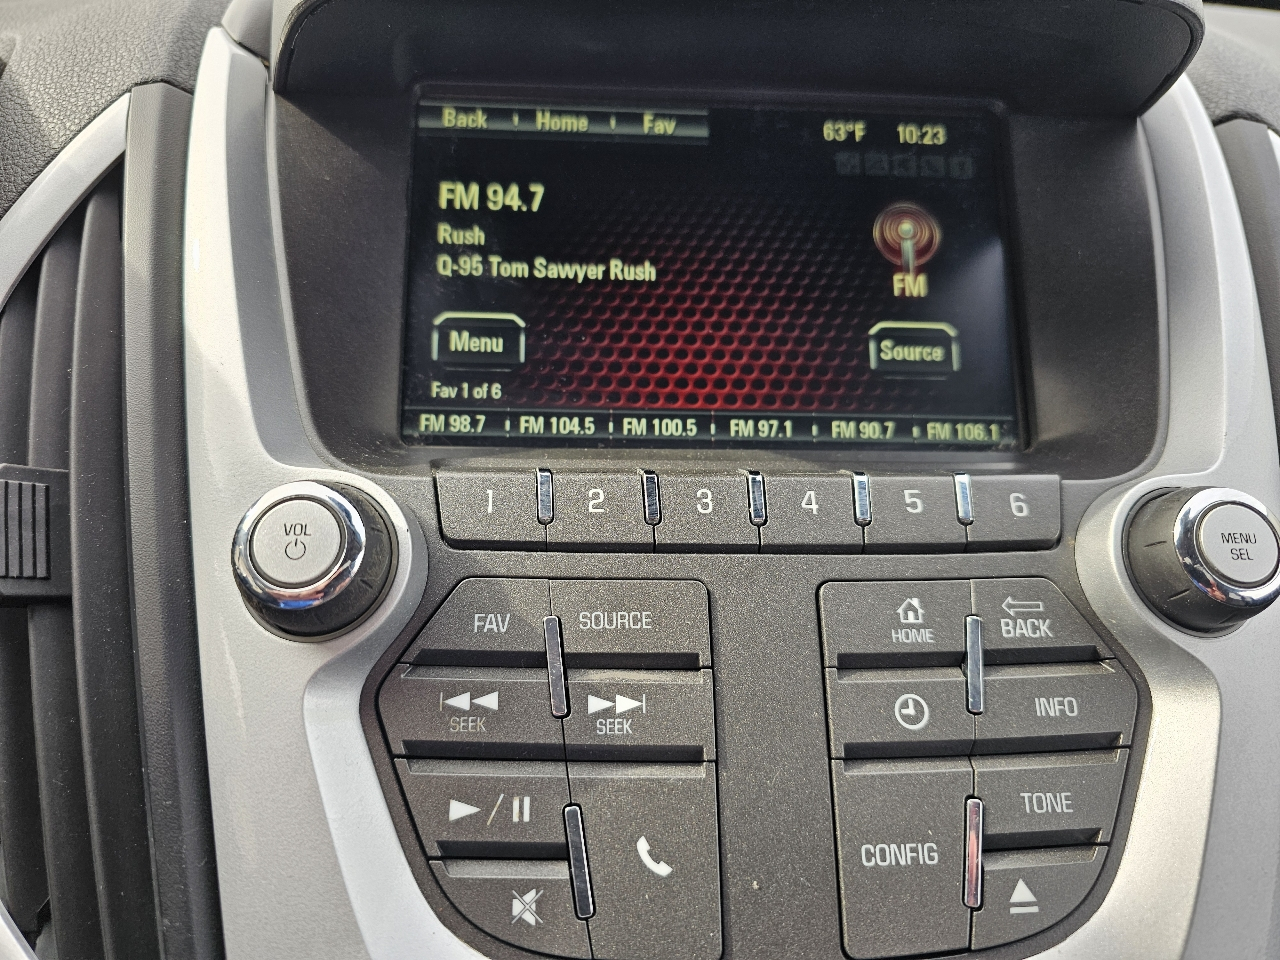 Back Home Fav
63°F 10:23
FM 94.7
Rush
Q-95 Tom Sawyer Rush
FM
Menu
Source
Fav 1 of 6
FM 98.7 FM 104.5 FM 100.5 FM 97.1 FM 90.7 FM 106.1
1 2 3 4 5 6
VOL
MENU
SEL
FAV SOURCE
HOME BACK
SEEK SEEK
INFO
TONE
CONFIG